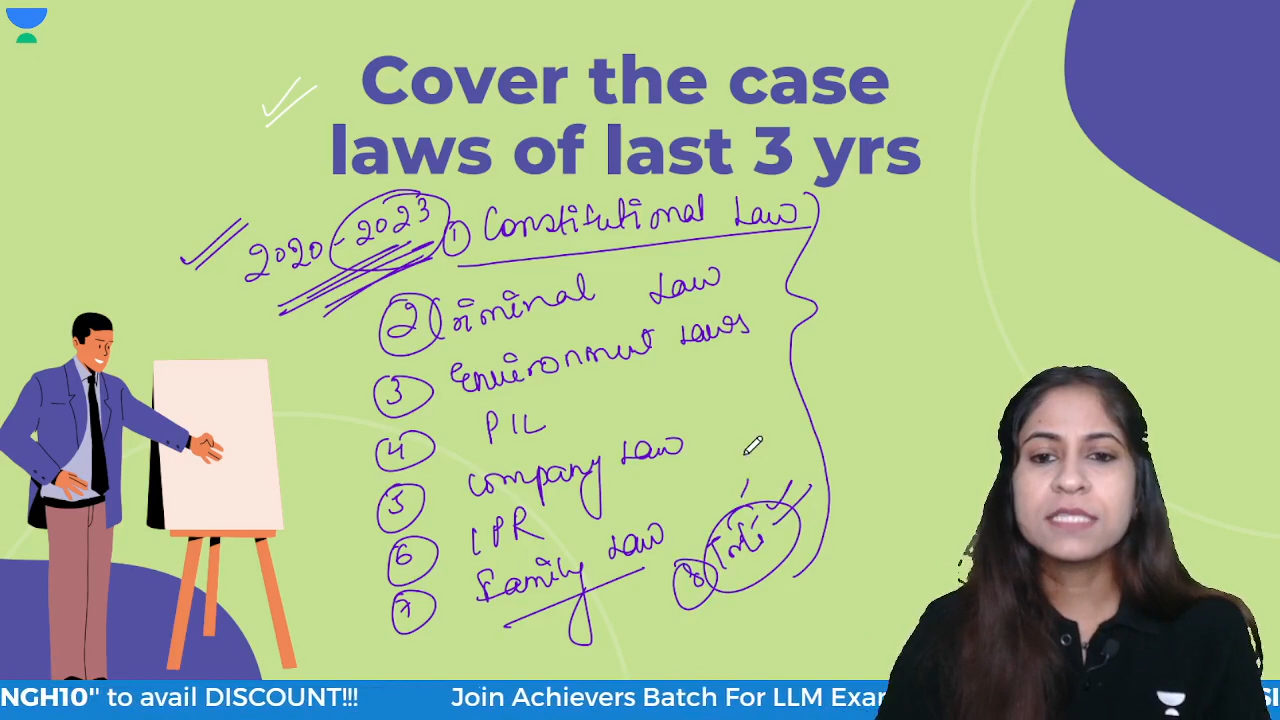 Cover the case
laws of last 3 yrs
2020 - 2023
1 Constitutional Law
2 Criminal Law
3 Environment Laws
4 PIL
5 Company Law
6 IPR
7 Family Law
8 Torts
NGH10" to avail DISCOUNT!!! Join Achievers Batch For LLM Exa